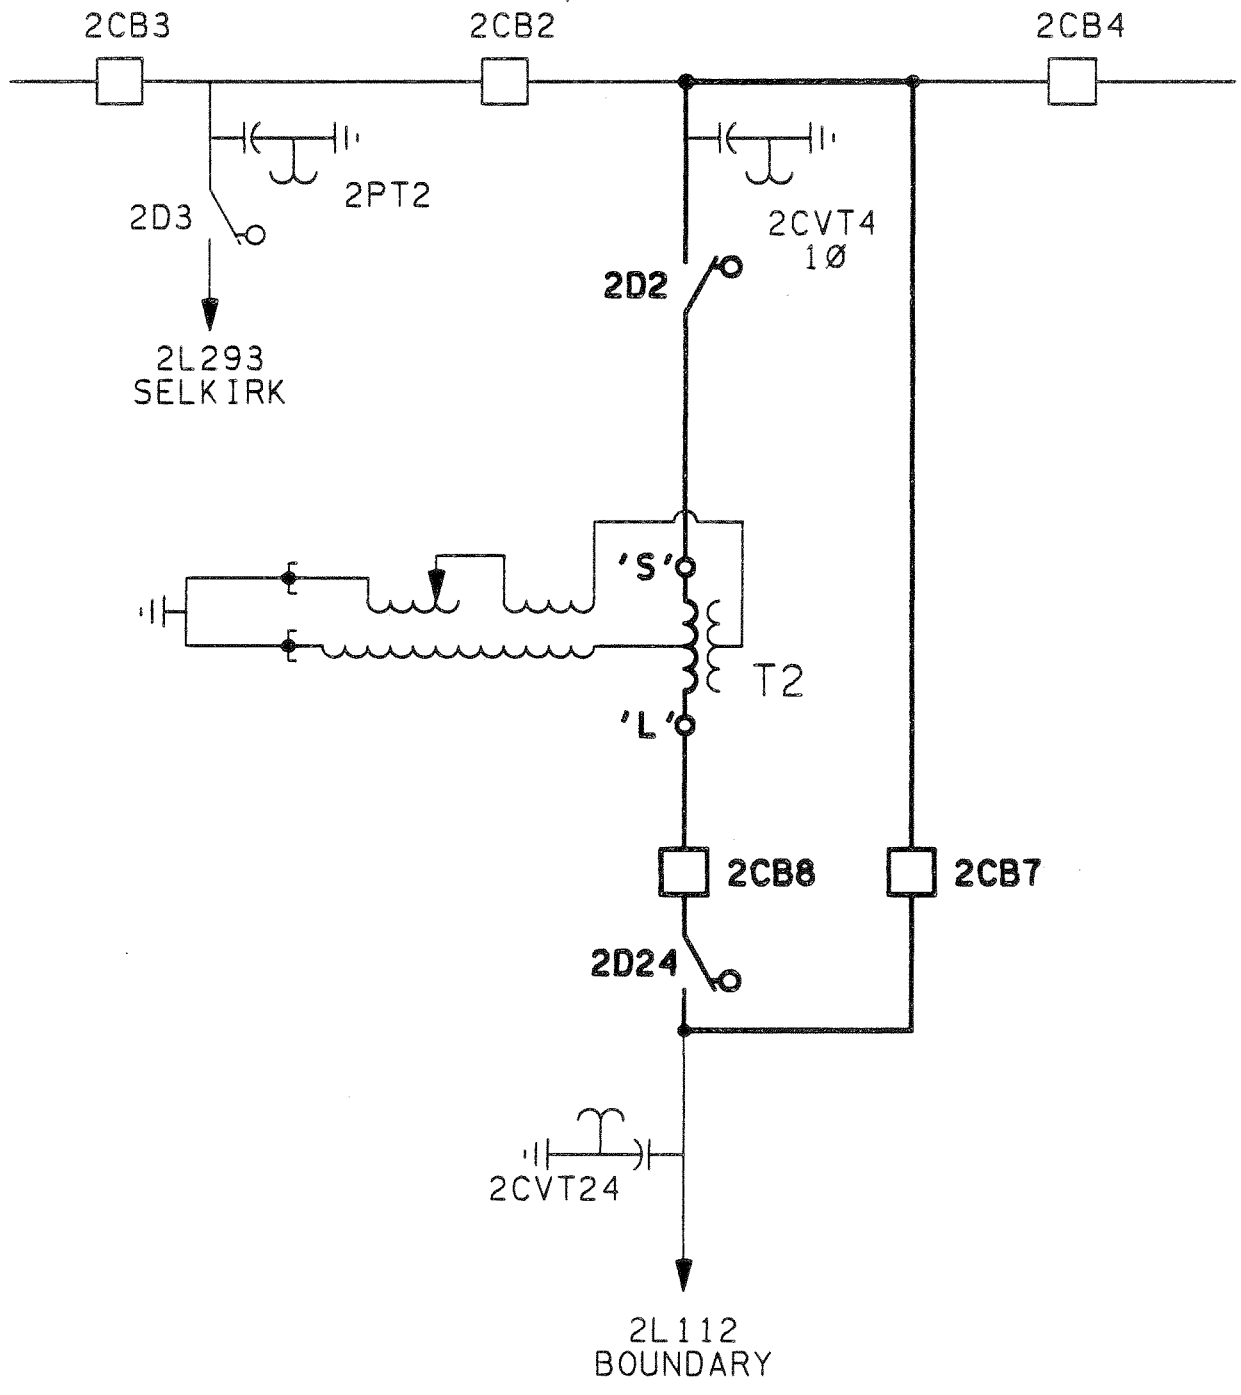 2CB3
2CB2
2CB4
2PT2
2D3
2CVT4
1Ø
2D2
2L293
SELKIRK
'S'
T2
'L'
2CB8
2CB7
2D24
2CVT24
2L112
BOUNDARY